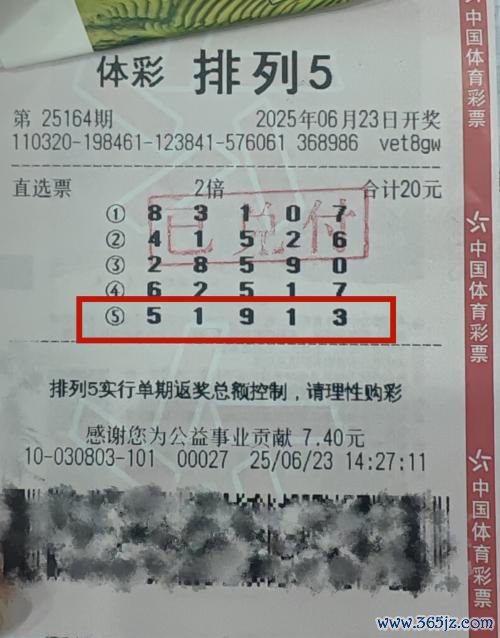 体彩 排列5
第 25164期 2025年06月23日开奖
110320-198461-123841-576061 368986 vet8gw
直选票 2倍 合计20元
① 8 3 1 0 7
② 4 1 5 2 6
③ 2 8 5 9 0
④ 6 2 5 1 7
⑤ 5 1 9 1 3
已兑付
排列5实行单期返奖总额控制，请理性购彩
感谢您为公益事业贡献 7.40元
10-030803-101 00027 25/06/23 14:27:11
中国体育彩票
中国体育彩票
中国体育彩票
中国体育彩票
www.365jz.com